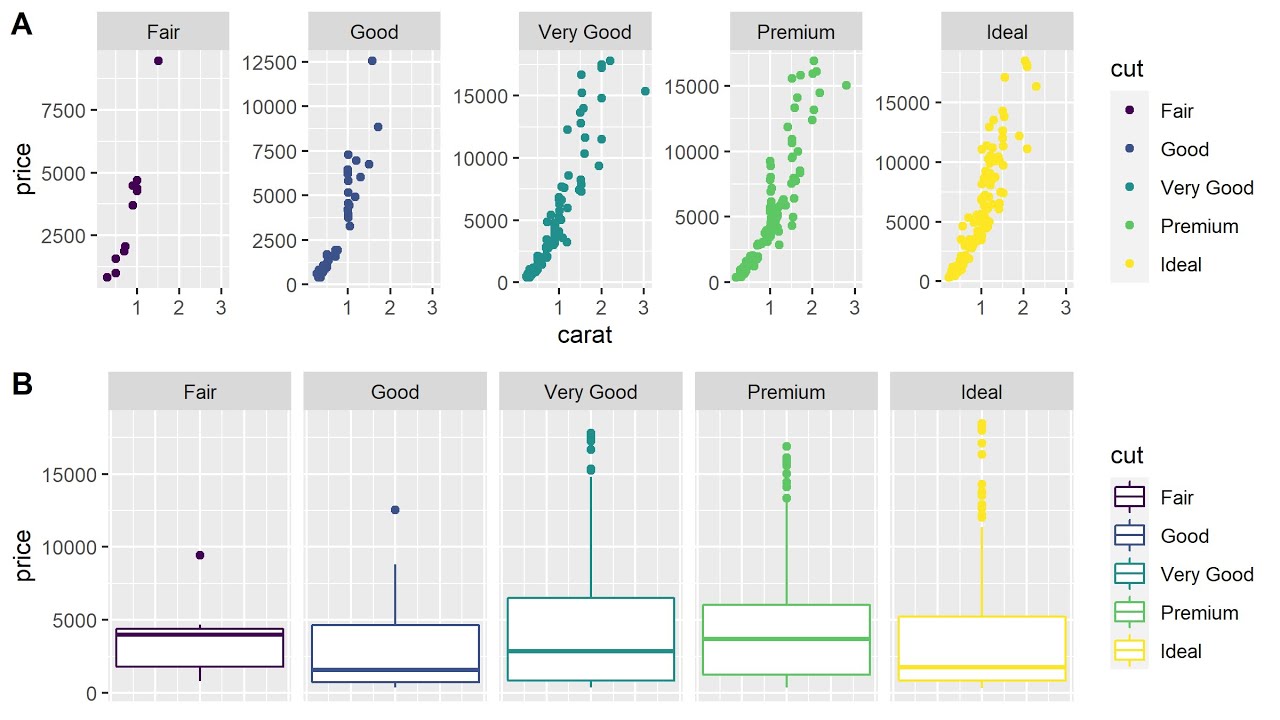 A
Fair Good Very Good Premium Ideal
price
7500
5000
2500
12500
10000
7500
5000
2500
0
15000
10000
5000
0
15000
10000
5000
0
15000
10000
5000
0
1 2 3 1 2 3 1 2 3 1 2 3 1 2 3
carat
cut
Fair
Good
Very Good
Premium
Ideal
B
Fair Good Very Good Premium Ideal
price
15000
10000
5000
0
cut
Fair
Good
Very Good
Premium
Ideal